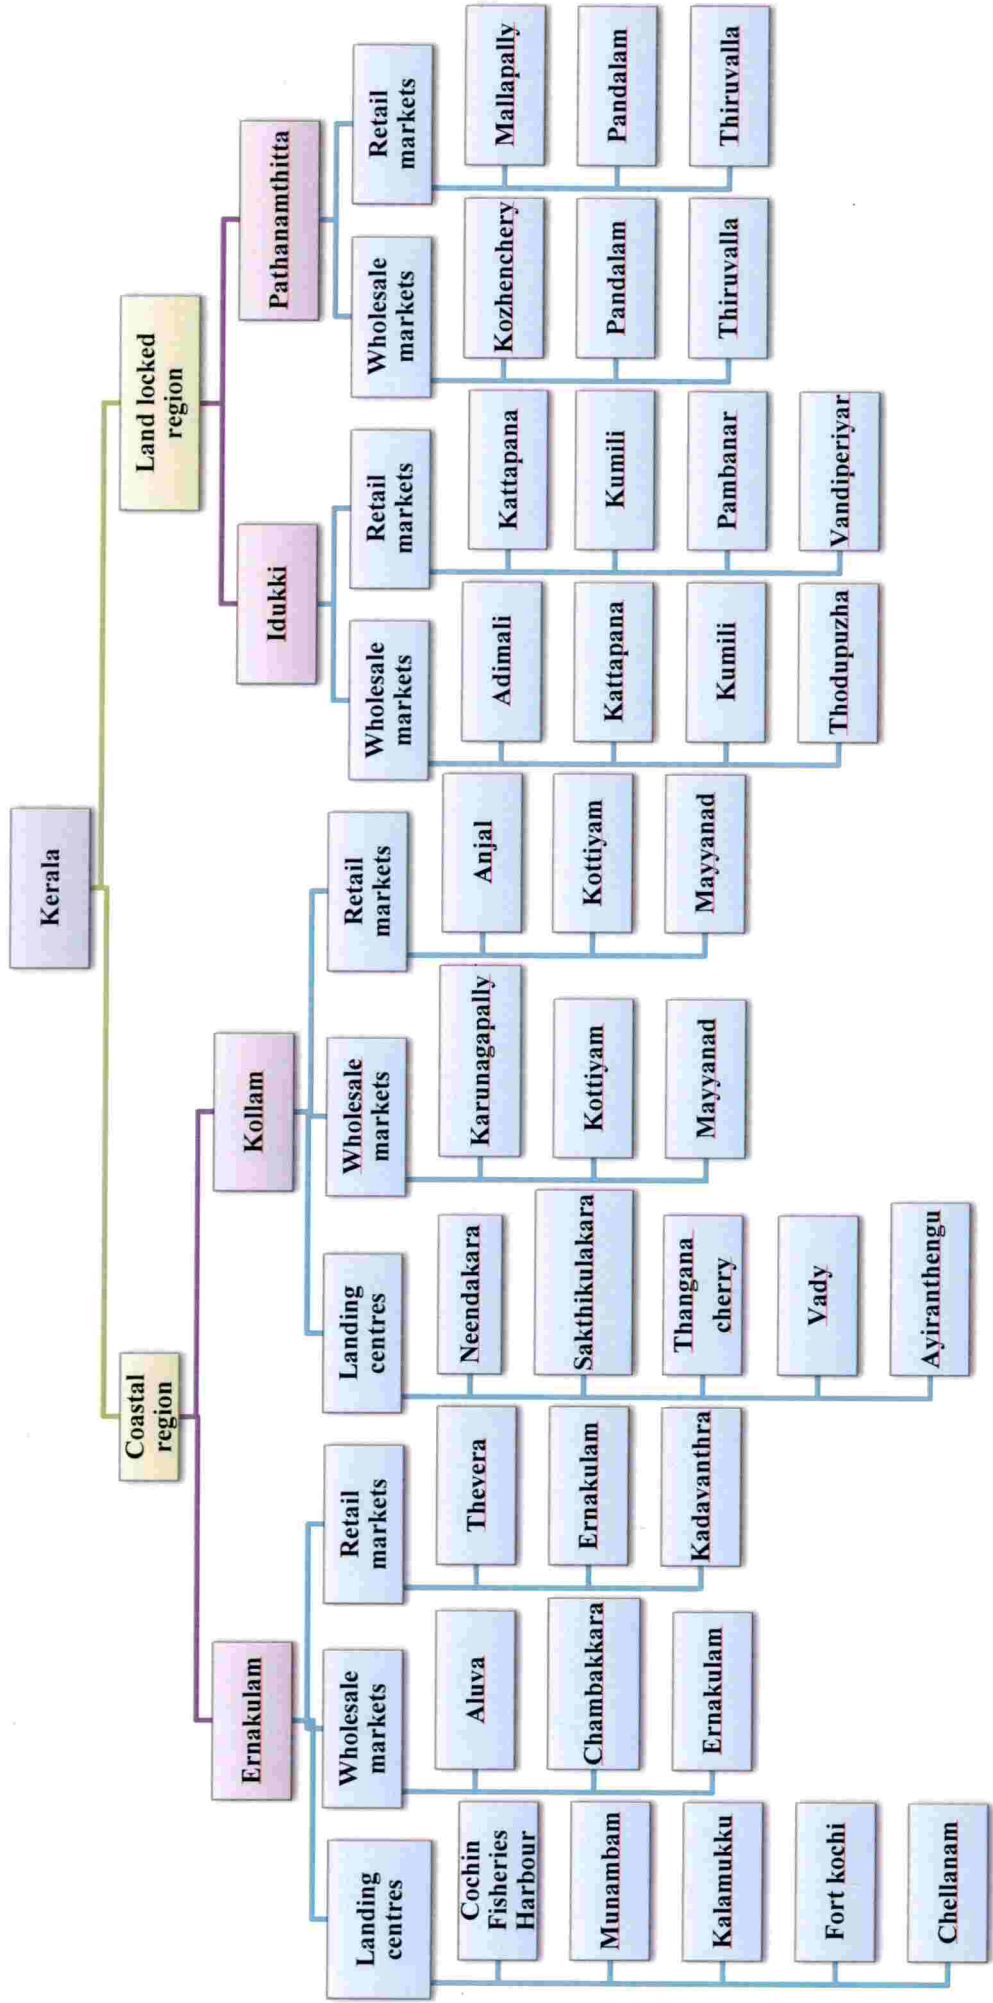 Kerala
Coastal
region
Land locked
region
Ernakulam
Kollam
Idukki
Pathanamthitta
Landing
centres
Cochin
Fisheries
Harbour
Munambam
Kalamukku
Fort kochi
Chellanam
Wholesale
markets
Aluva
Chambakkara
Ernakulam
Retail
markets
Thevera
Ernakulam
Kadavanthra
Landing
centres
Neendakara
Sakthikulakara
Thangana
cherry
Vady
Ayiranthengu
Wholesale
markets
Karunagapally
Kottiyam
Mayyanad
Retail
markets
Anjal
Kottiyam
Mayyanad
Wholesale
markets
Adimali
Kattapana
Kumili
Thodupuzha
Retail
markets
Kattapana
Kumili
Pambanar
Vandiperiyar
Wholesale
markets
Kozhenchery
Pandalam
Thiruvalla
Retail
markets
Mallapally
Pandalam
Thiruvalla